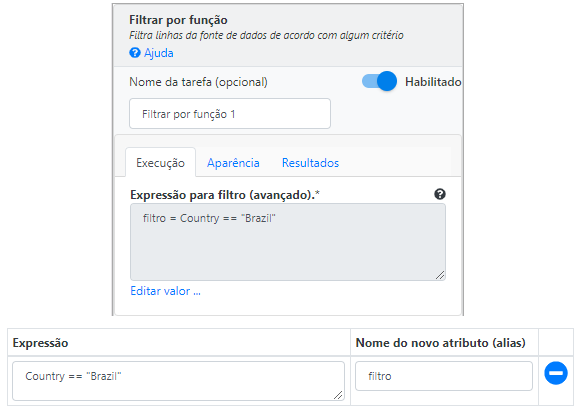 Filtrar por função
Filtra linhas da fonte de dados de acordo com algum critério
Ajuda
Nome da tarefa (opcional)
Habilitado
Filtrar por função 1
Execução
Aparência
Resultados
Expressão para filtro (avançado).*
filtro = Country == "Brazil"
Editar valor ...
Expressão
Nome do novo atributo (alias)
Country == "Brazil"
filtro